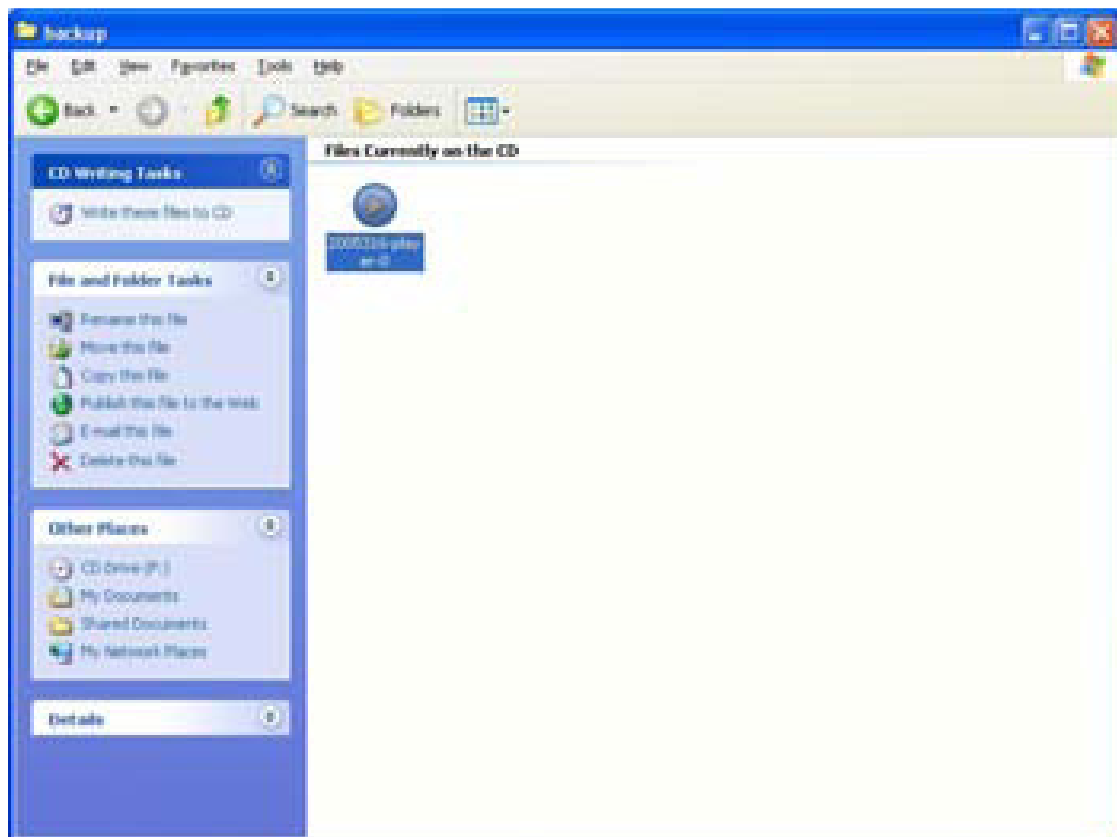 backup
File Edit View Favorites Tools Help
Back Search Folders
Files Currently on the CD
CD Writing Tasks
Write these files to CD
File and Folder Tasks
Rename this file
Move this file
Copy this file
Publish this file to the Web
E-mail this file
Delete this file
Other Places
CD Drive (F:)
My Documents
Shared Documents
My Network Places
Details